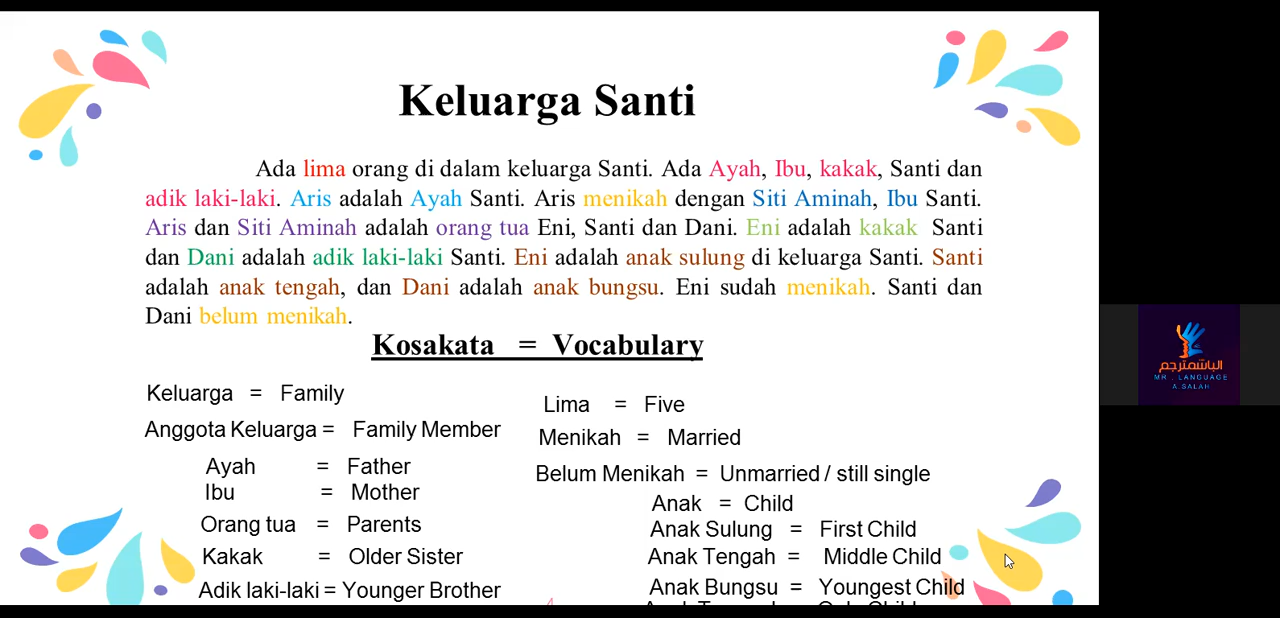 Keluarga Santi
Ada lima orang di dalam keluarga Santi. Ada Ayah, Ibu, kakak, Santi dan
adik laki-laki. Aris adalah Ayah Santi. Aris menikah dengan Siti Aminah, Ibu Santi.
Aris dan Siti Aminah adalah orang tua Eni, Santi dan Dani. Eni adalah kakak Santi
dan Dani adalah adik laki-laki Santi. Eni adalah anak sulung di keluarga Santi. Santi
adalah anak tengah, dan Dani adalah anak bungsu. Eni sudah menikah. Santi dan
Dani belum menikah.
Kosakata = Vocabulary
Keluarga = Family
Anggota Keluarga = Family Member
Ayah = Father
Ibu = Mother
Orang tua = Parents
Kakak = Older Sister
Adik laki-laki = Younger Brother
Lima = Five
Menikah = Married
Belum Menikah = Unmarried / still single
Anak = Child
Anak Sulung = First Child
Anak Tengah = Middle Child
Anak Bungsu = Youngest Child
الباشمترجم
MR. LANGUAGE
A.SALAH